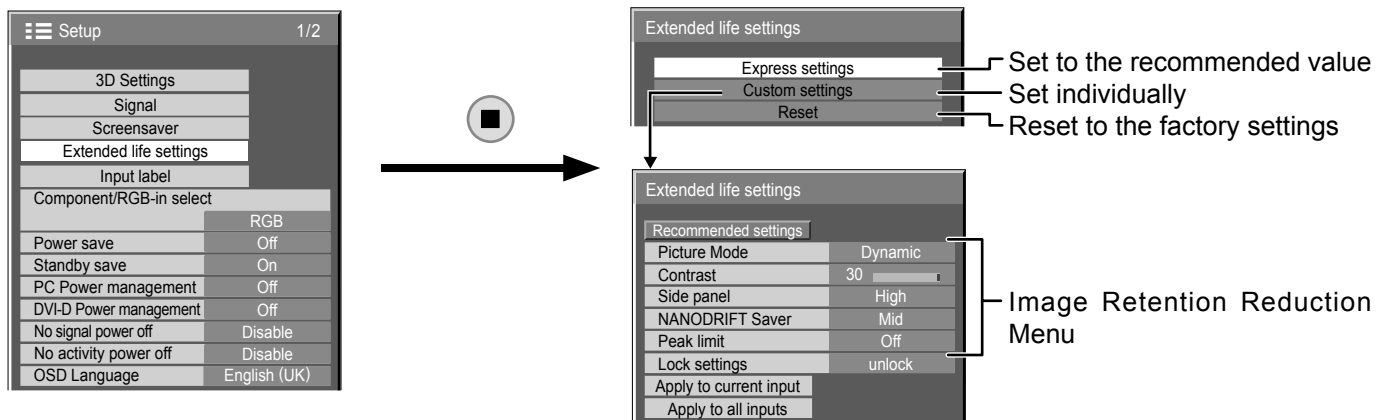 Setup 1/2
3D Settings
Signal
Screensaver
Extended life settings
Input label
Component/RGB-in select
RGB
Power save Off
Standby save On
PC Power management Off
DVI-D Power management Off
No signal power off Disable
No activity power off Disable
OSD Language English (UK)
Extended life settings
Express settings
Custom settings
Reset
Set to the recommended value
Set individually
Reset to the factory settings
Extended life settings
Recommended settings
Picture Mode Dynamic
Contrast 30
Side panel High
NANODRIFT Saver Mid
Peak limit Off
Lock settings unlock
Apply to current input
Apply to all inputs
Image Retention Reduction
Menu